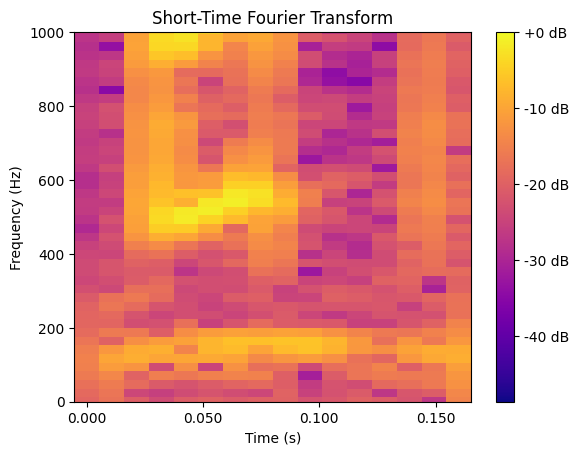 Short-Time Fourier Transform
1000
800
600
400
200
0
Frequency (Hz)
0.000
0.050
0.100
0.150
Time (s)
+0 dB
-10 dB
-20 dB
-30 dB
-40 dB